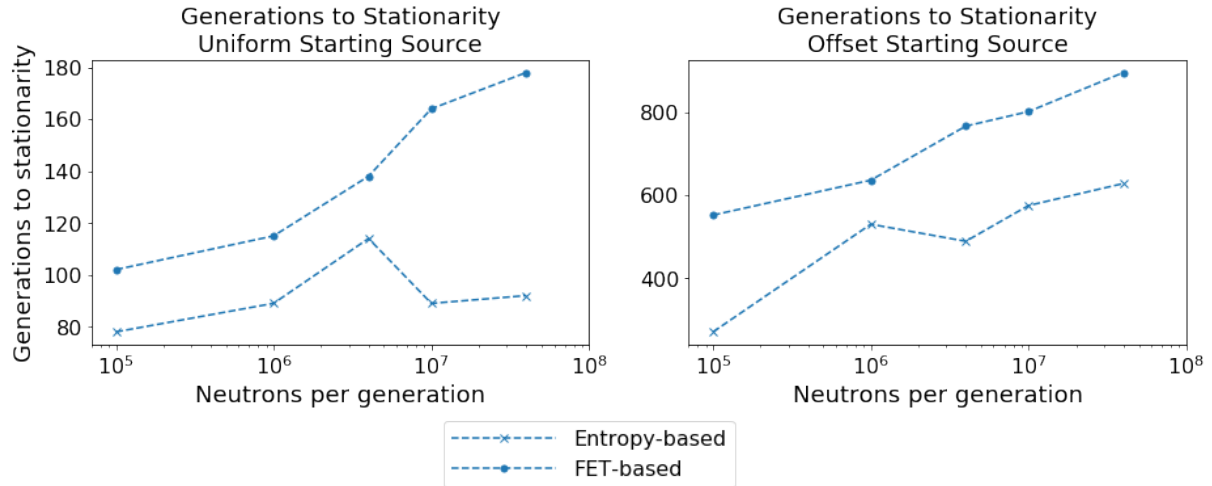 Generations to Stationarity
Uniform Starting Source
Generations to stationarity
180
160
140
120
100
80
10^5
10^6
10^7
10^8
Neutrons per generation
Generations to Stationarity
Offset Starting Source
800
600
400
10^5
10^6
10^7
10^8
Neutrons per generation
Entropy-based
FET-based